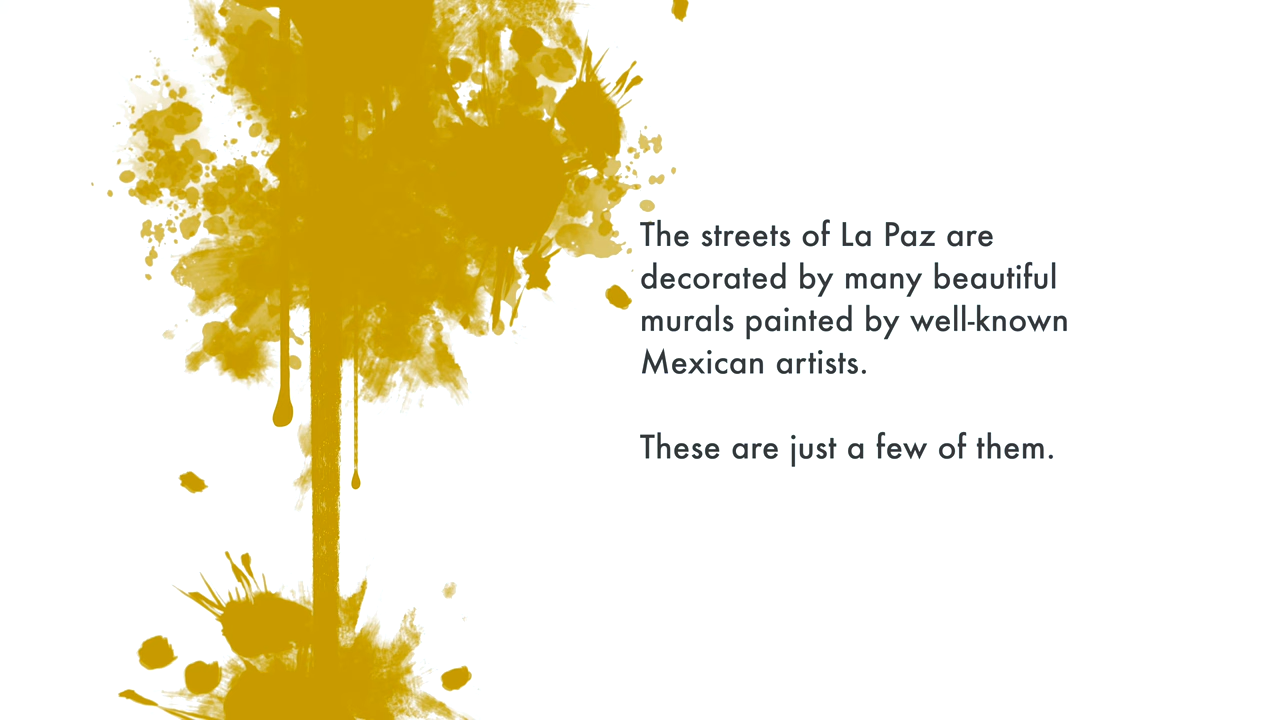 The streets of La Paz are
decorated by many beautiful
murals painted by well-known
Mexican artists.
These are just a few of them.